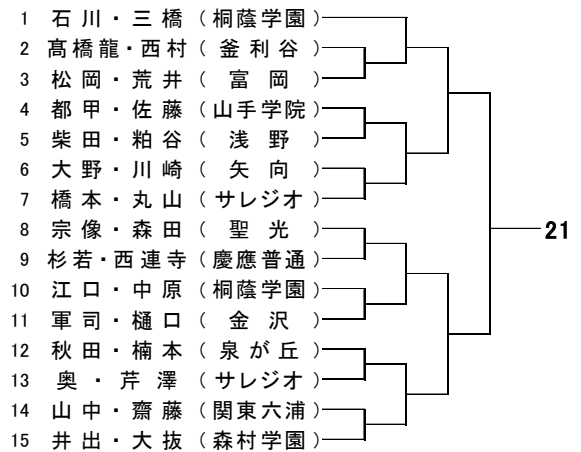 1 石川・三橋（桐蔭学園）
2 髙橋龍・西村（釜利谷）
3 松岡・荒井（富岡）
4 都甲・佐藤（山手学院）
5 柴田・粕谷（浅野）
6 大野・川崎（矢向）
7 橋本・丸山（サレジオ）
8 宗像・森田（聖光）
9 杉若・西連寺（慶應普通）
10 江口・中原（桐蔭学園）
11 軍司・樋口（金沢）
12 秋田・楠本（泉が丘）
13 奥・芹澤（サレジオ）
14 山中・齋藤（関東六浦）
15 井出・大抜（森村学園）
21